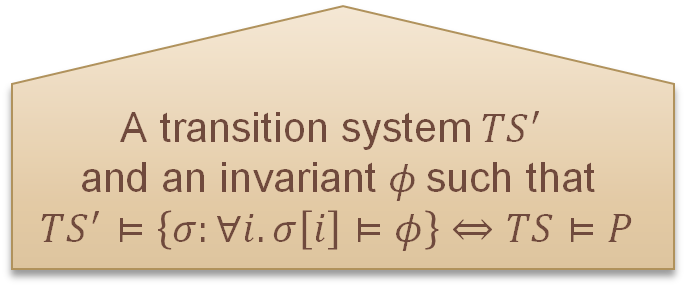 A transition system 𝑇𝑆′
and an invariant 𝜙 such that
𝑇𝑆′ ⊨ {𝜎: ∀𝑖. 𝜎[𝑖] ⊨ 𝜙} ⇔ 𝑇𝑆 ⊨ 𝑃